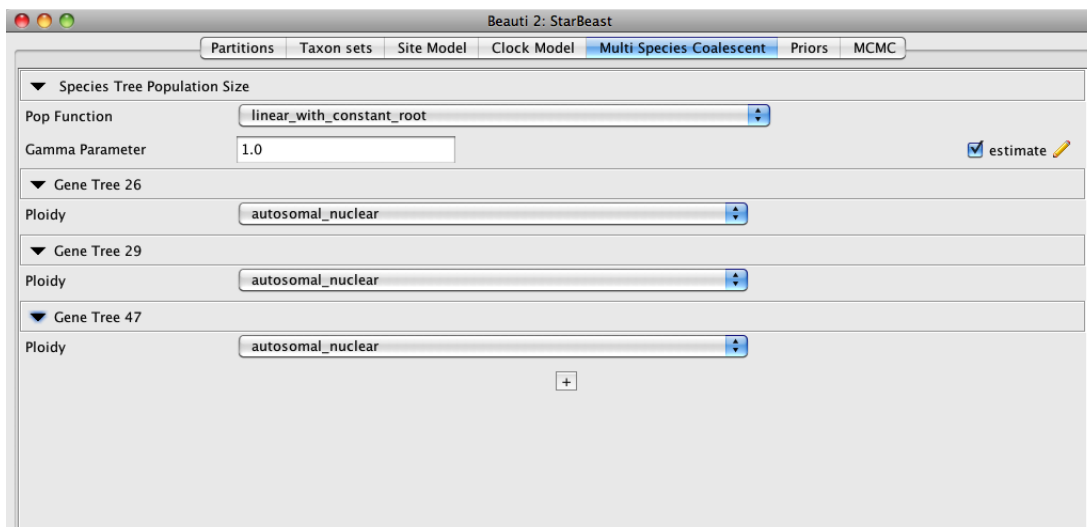 Beauti 2: StarBeast
Partitions Taxon sets Site Model Clock Model Multi Species Coalescent Priors MCMC
Species Tree Population Size
Pop Function linear_with_constant_root
Gamma Parameter 1.0 estimate
Gene Tree 26
Ploidy autosomal_nuclear
Gene Tree 29
Ploidy autosomal_nuclear
Gene Tree 47
Ploidy autosomal_nuclear
+